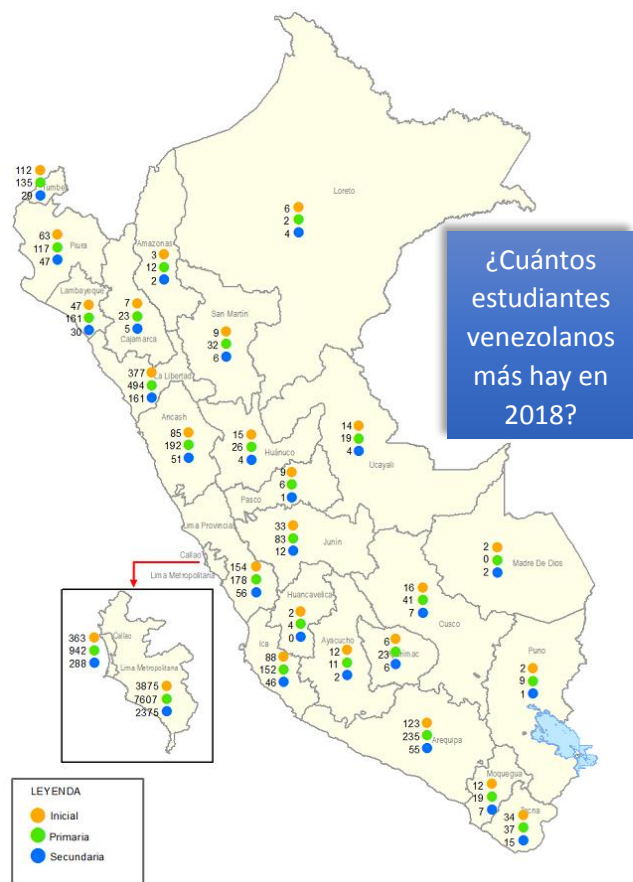 112
135
Tumbes
29
Loreto
6
2
4
63
Piura
117
47
Amazonas
3
12
2
¿Cuántos
estudiantes
venezolanos
más hay en
2018?
Lambayeque
47
161
30
7
23
5
Cajamarca
San Martín
9
32
6
377
La Libertad
494
161
Ancash
85
192
51
15
26
Huánuco
4
14
19
4
Ucayali
9
6
Pasco
1
Lima Provincias
33
83
Junín
12
Callao
Lima Metropolitana
154
178
56
2
0
Madre De Dios
2
Huancavelica
2
4
0
16
41
7
Cusco
363
Callao
942
288
Lima Metropolitana
3875
7607
2375
Ica
88
152
46
Ayacucho
12
11
2
6
23
6
Puno
2
9
1
123
235
Arequipa
55
Moquegua
12
19
7
34
Tacna
37
15
LEYENDA
Inicial
Primaria
Secundaria